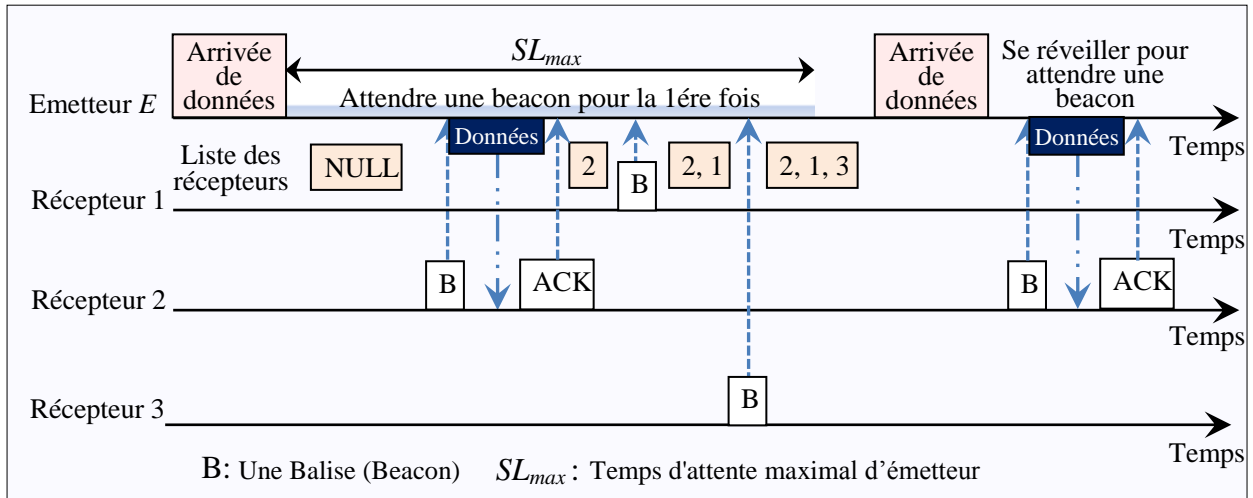 Arrivée
de
données
SL_max
Arrivée
de
données
Se réveiller pour
attendre une
beacon
Emetteur E
Attendre une beacon pour la 1ére fois
Données
Données
Temps
Liste des
récepteurs
NULL
2
2, 1
2, 1, 3
B
Récepteur 1
Temps
B
ACK
B
ACK
Récepteur 2
Temps
B
Récepteur 3
Temps
B: Une Balise (Beacon) SL_max : Temps d'attente maximal d’émetteur